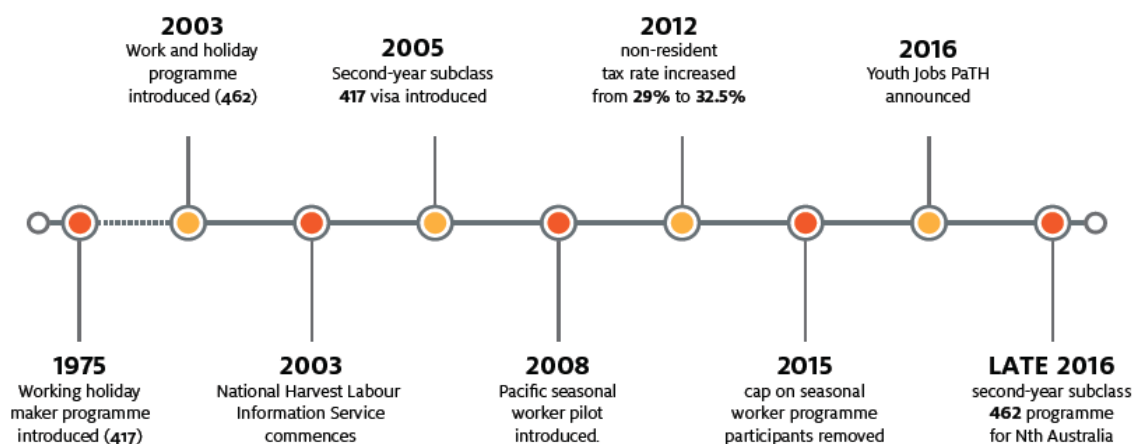 2003
Work and holiday
programme
introduced (462)
2005
Second-year subclass
417 visa introduced
2012
non-resident
tax rate increased
from 29% to 32.5%
2016
Youth Jobs PaTH
announced
1975
Working holiday
maker programme
introduced (417)
2003
National Harvest Labour
Information Service
commences
2008
Pacific seasonal
worker pilot
introduced.
2015
cap on seasonal
worker programme
participants removed
LATE 2016
second-year subclass
462 programme
for Nth Australia